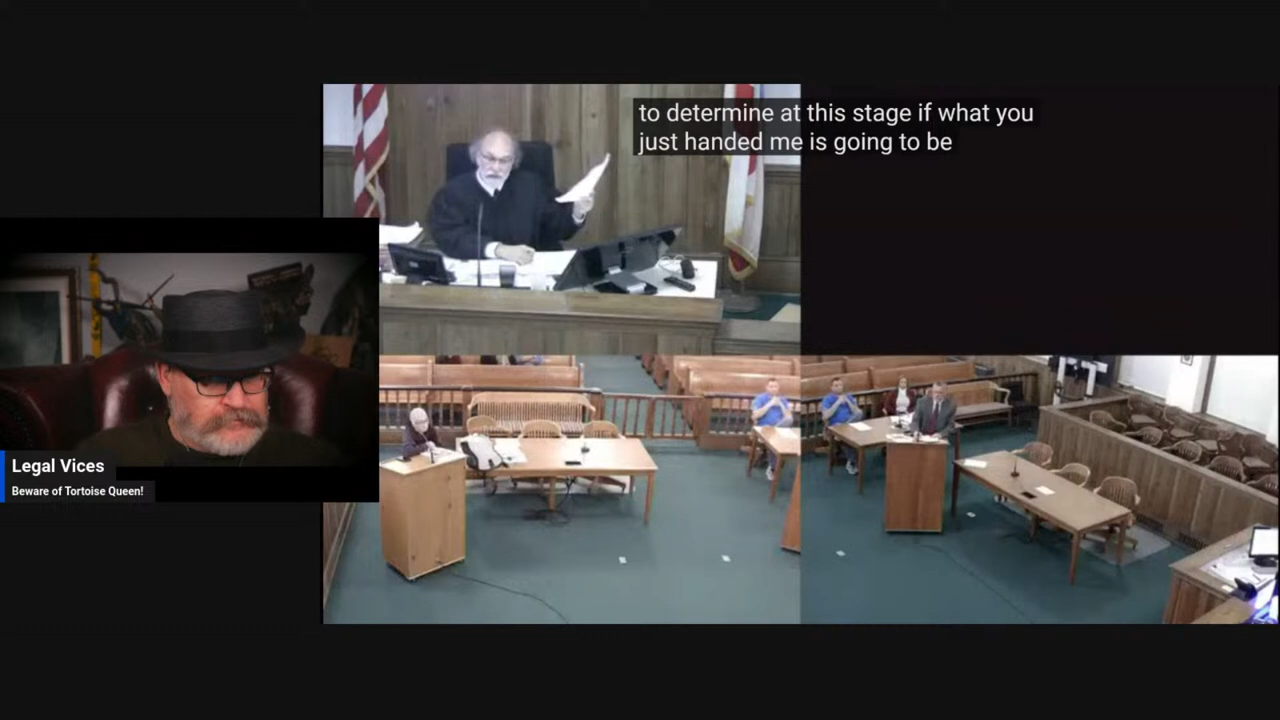 to determine at this stage if what you
just handed me is going to be
Legal Vices
Beware of Tortoise Queen!